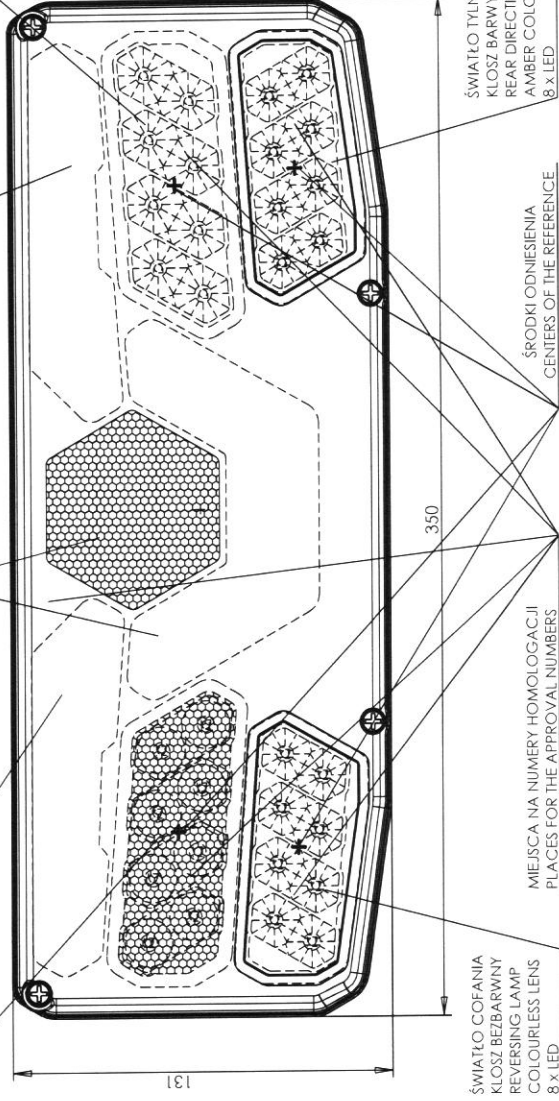 131
350
ŚWIATŁO COFANIA
KLOSZ BEZBARWNY
REVERSING LAMP
COLOURLESS LENS
8 x LED
MIEJSCA NA NUMERY HOMOLOGACJI
PLACES FOR THE APPROVAL NUMBERS
ŚRODKI ODNIESIENIA
CENTERS OF THE REFERENCE
ŚWIATŁO TYLN
KLOSZ BARWY
REAR DIRECTI
AMBER COLO
8 x LED